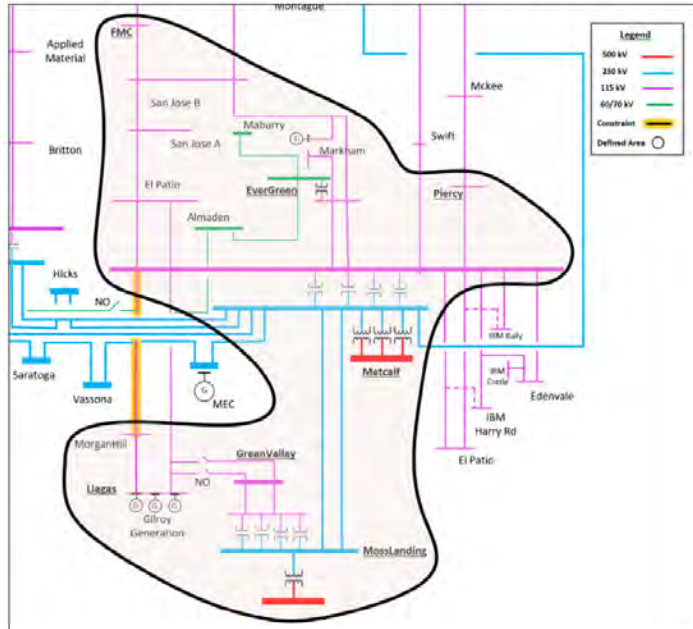 Montague
FMC
Applied
Material
San Jose B
Mabury
San Jose A
Markham
Britton
El Patio
EverGreen
Almaden
Mckee
Swift
Piercy
Legend
500 kV
230 kV
115 kV
60/70 kV
Constraint
Defined Area
Hicks
NO
Saratoga
Vassona
G
MEC
Metcalf
IBM Baily
IBM
Cottle
Edenvale
IBM
Harry Rd
El Patio
MorganHill
GreenValley
Llagas
NO
G G G
Gilroy
Generation
MossLanding